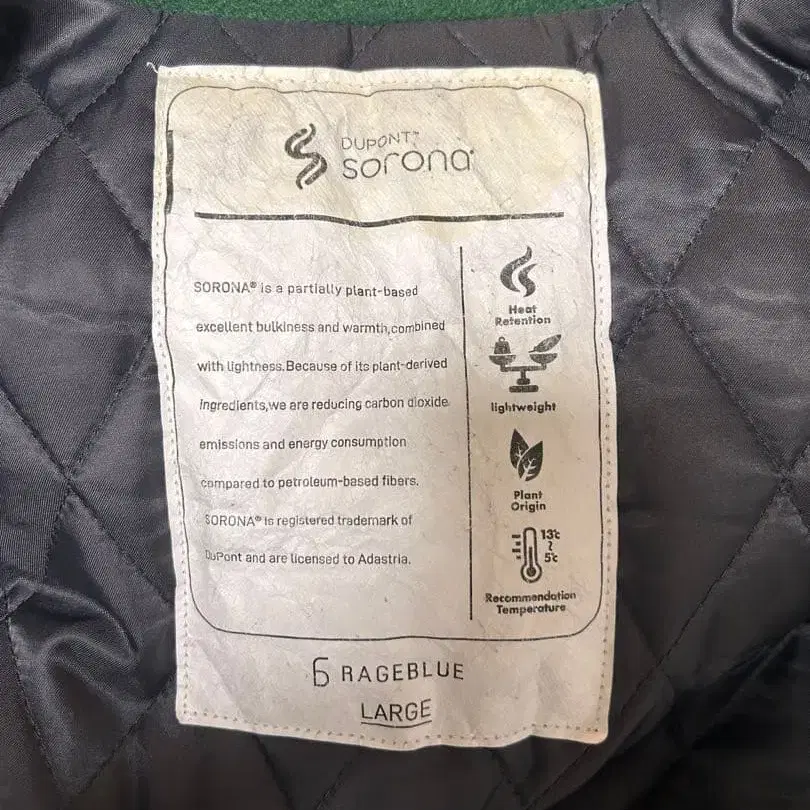 DUPONT™
sorona®
SORONA® is a partially plant-based
excellent bulkiness and warmth,combined
with lightness.Because of its plant-derived
Ingredients,we are reducing carbon dioxide
emissions and energy consumption
compared to petroleum-based fibers.
SORONA® is registered trademark of
DuPont and are licensed to Adastria.
Heat
Retention
lightweight
Plant
Origin
13℃
~
5℃
Recommendation
Temperature
RAGEBLUE
LARGE